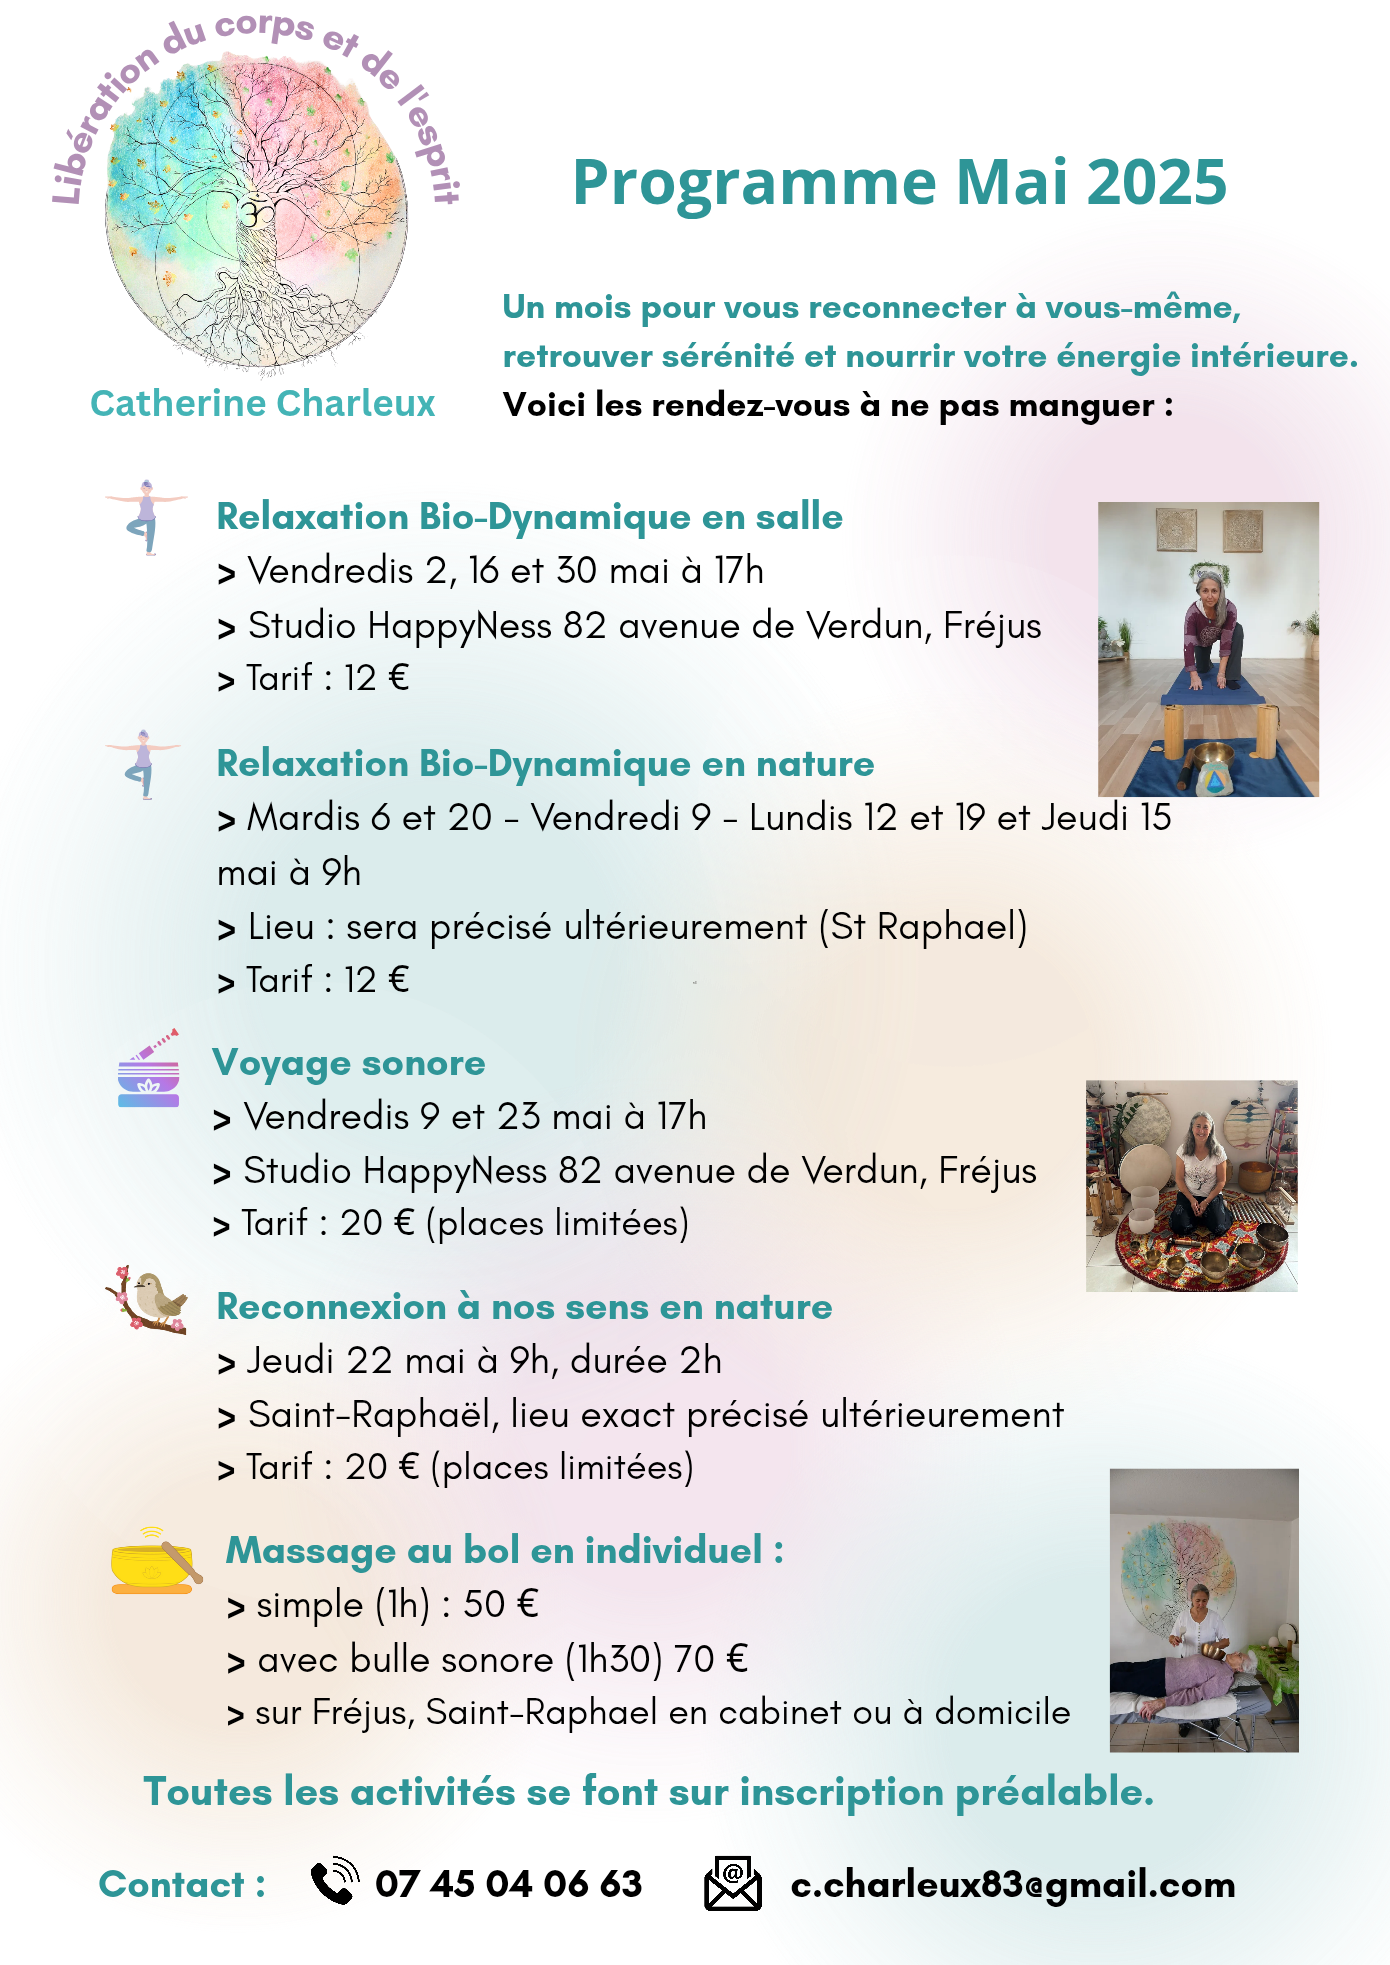 Libération du corps et de l'esprit
Catherine Charleux
Programme Mai 2025
Un mois pour vous reconnecter à vous-même,
retrouver sérénité et nourrir votre énergie intérieure.
Voici les rendez-vous à ne pas manguer :
Relaxation Bio-Dynamique en salle
> Vendredis 2, 16 et 30 mai à 17h
> Studio HappyNess 82 avenue de Verdun, Fréjus
> Tarif : 12 €
Relaxation Bio-Dynamique en nature
> Mardis 6 et 20 - Vendredi 9 - Lundis 12 et 19 et Jeudi 15
mai à 9h
> Lieu : sera précisé ultérieurement (St Raphael)
> Tarif : 12 €
Voyage sonore
> Vendredis 9 et 23 mai à 17h
> Studio HappyNess 82 avenue de Verdun, Fréjus
> Tarif : 20 € (places limitées)
Reconnexion à nos sens en nature
> Jeudi 22 mai à 9h, durée 2h
> Saint-Raphaël, lieu exact précisé ultérieurement
> Tarif : 20 € (places limitées)
Massage au bol en individuel :
> simple (1h) : 50 €
> avec bulle sonore (1h30) 70 €
> sur Fréjus, Saint-Raphael en cabinet ou à domicile
Toutes les activités se font sur inscription préalable.
Contact :
07 45 04 06 63
c.charleux83@gmail.com